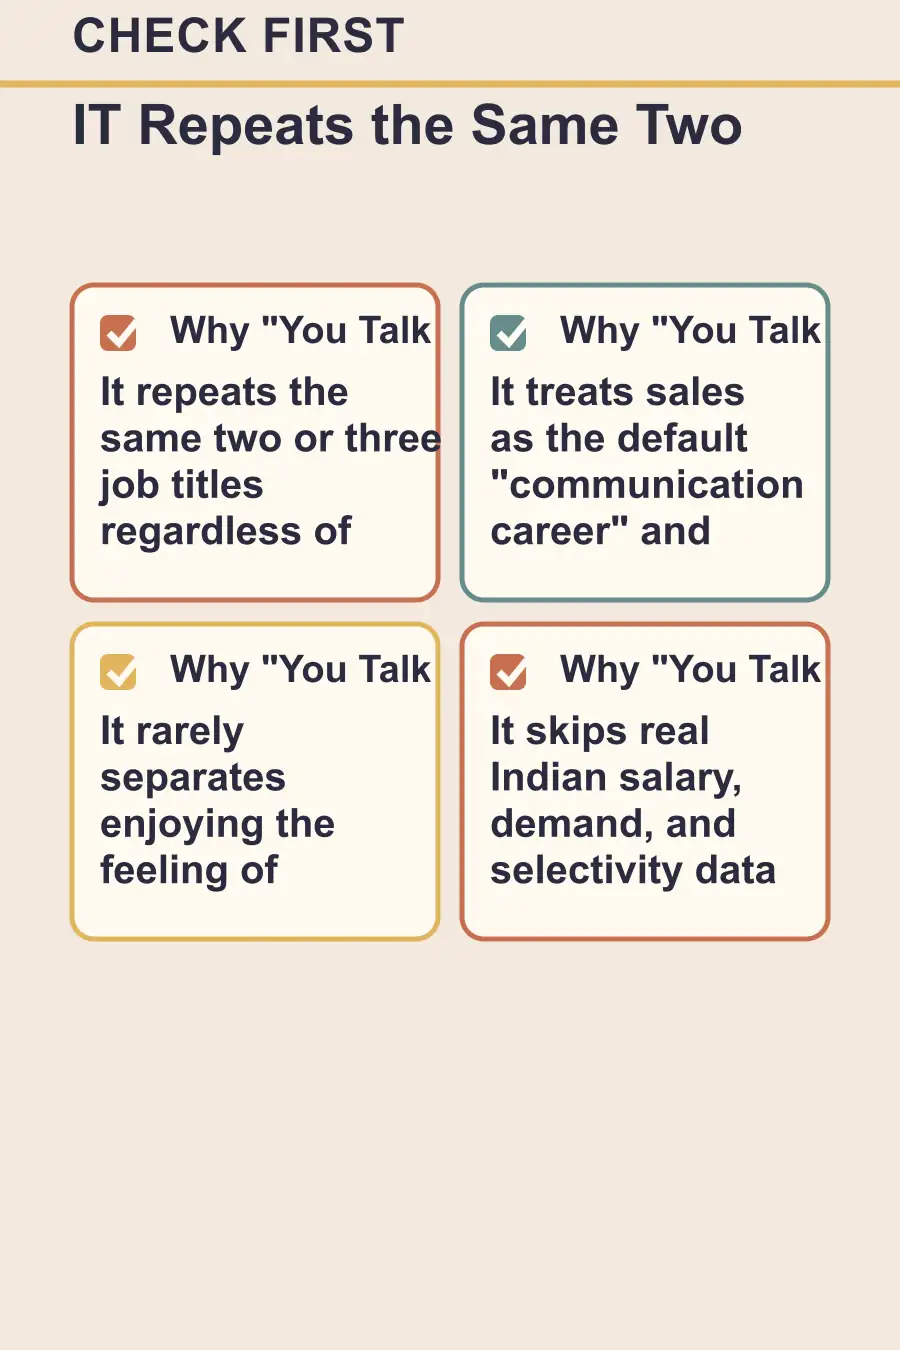 CHECK FIRST
IT Repeats the Same Two
Why "You Talk
It repeats the
same two or three
job titles
regardless of
Why "You Talk
It treats sales
as the default
"communication
career" and
Why "You Talk
It rarely
separates
enjoying the
feeling of
Why "You Talk
It skips real
Indian salary,
demand, and
selectivity data